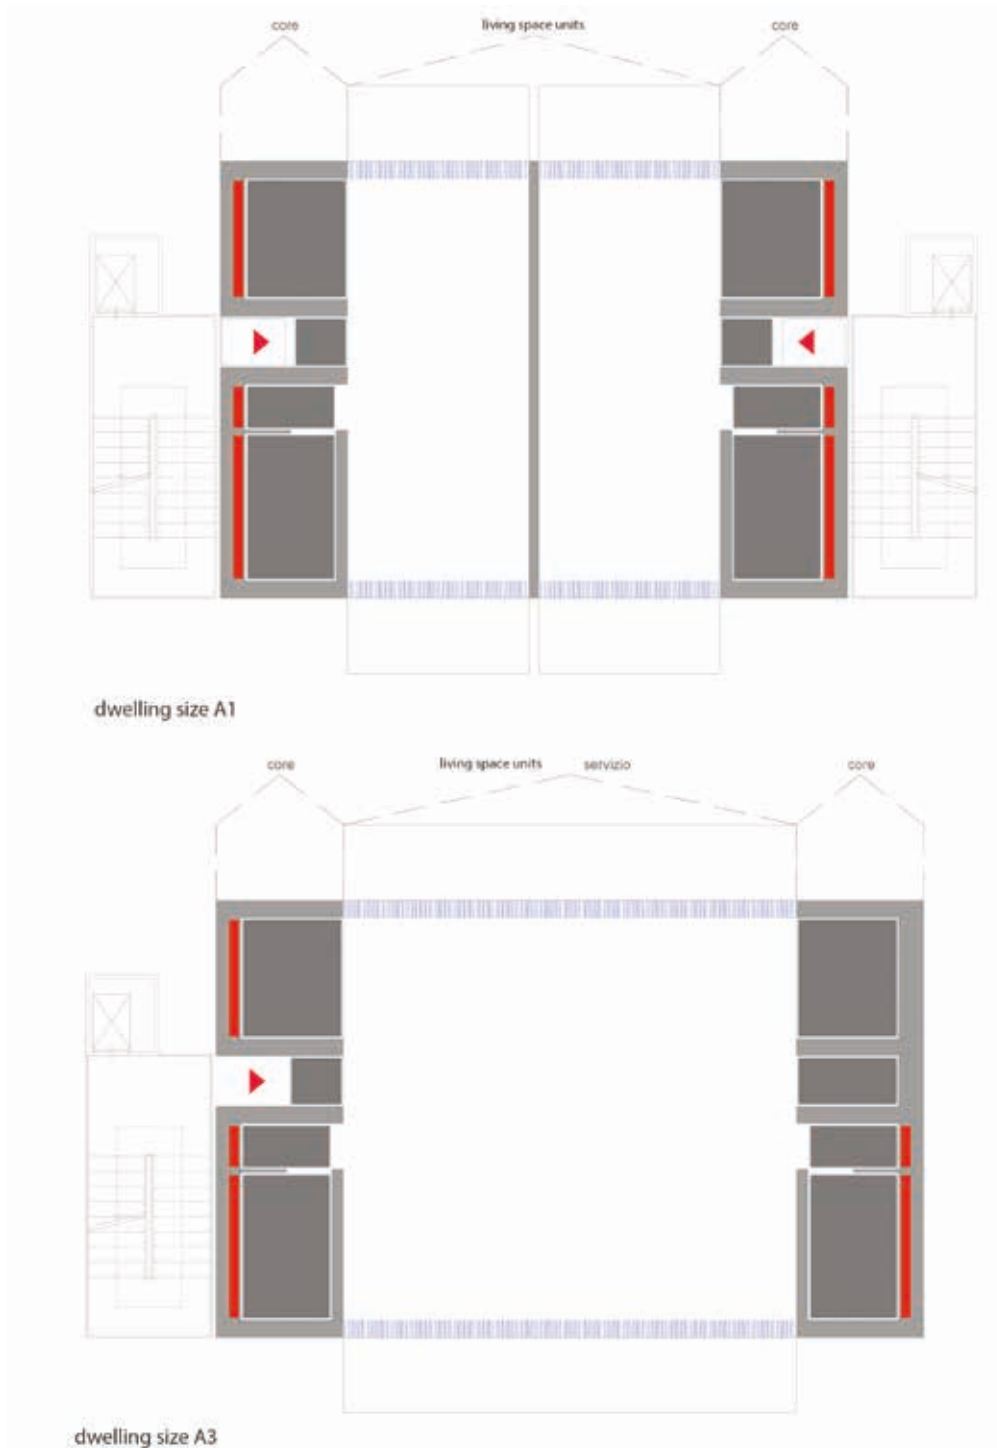 core living space units core
dwelling size A1
core living space units servizio core
dwelling size A3